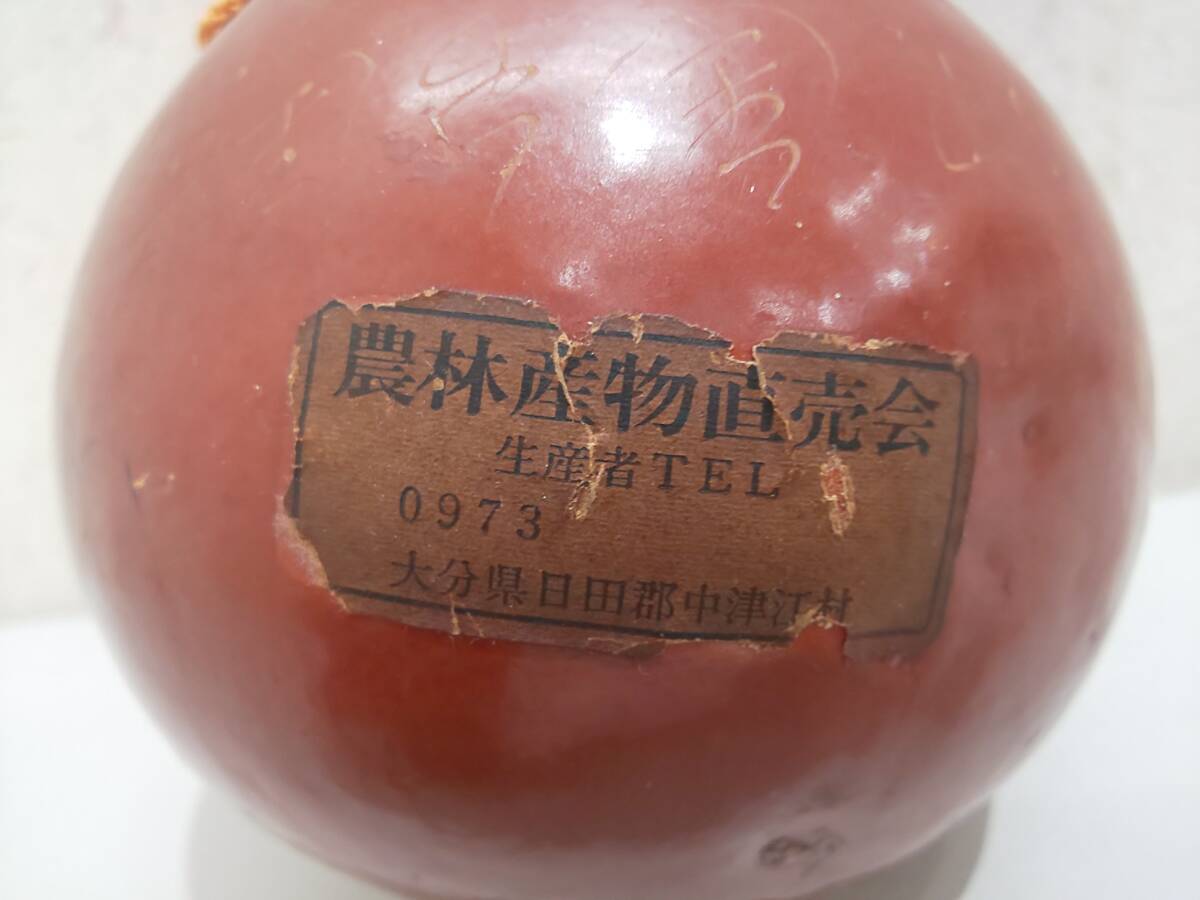 農林産物直売会
生産者TEL
0973
大分県日田郡中津江村